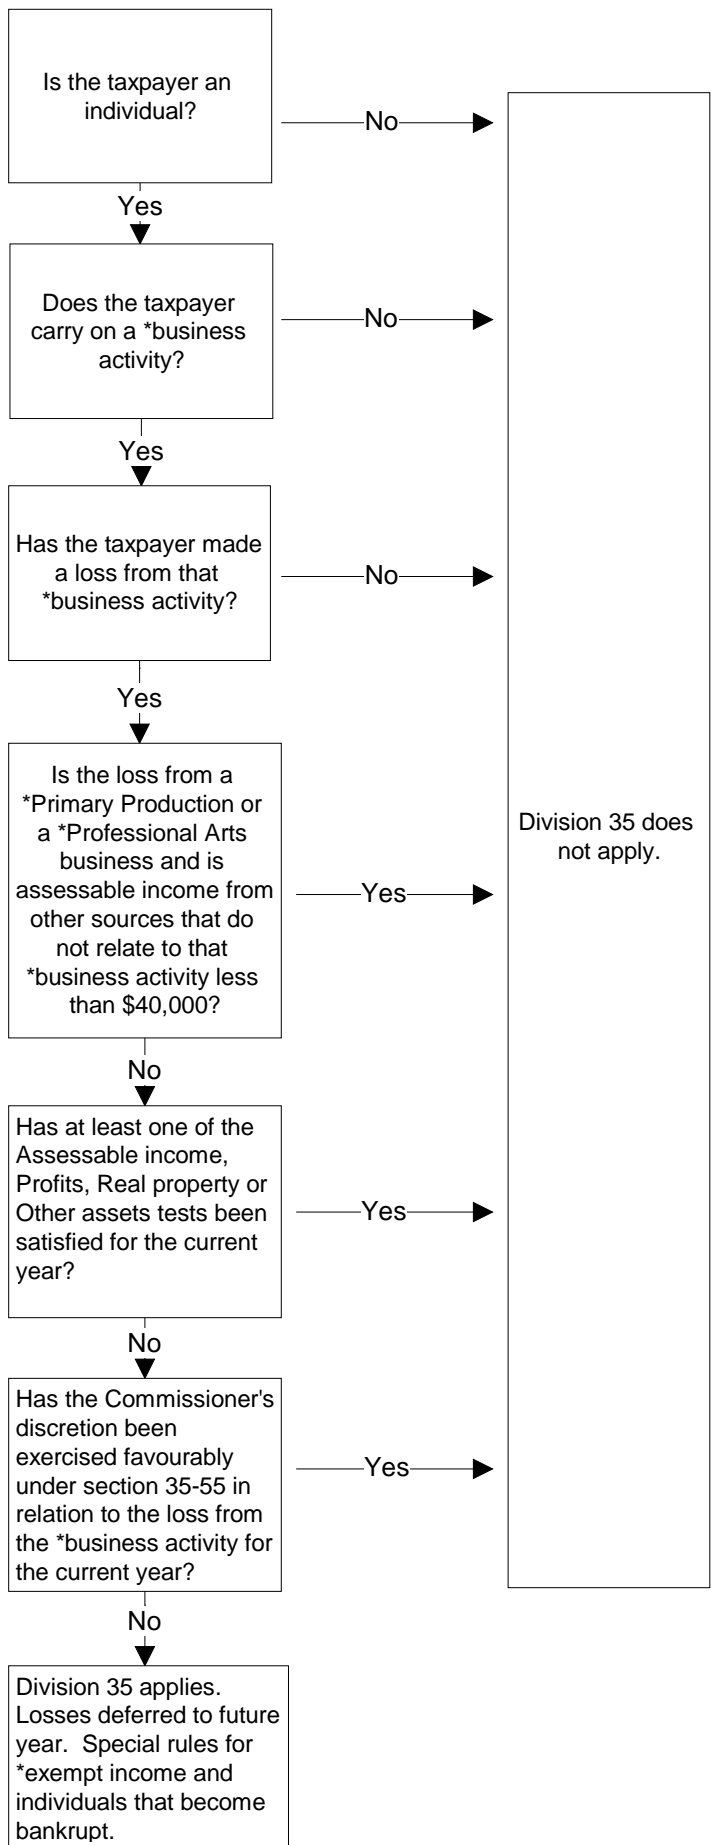 Is the taxpayer an
individual?
No
Yes
Does the taxpayer
carry on a *business
activity?
No
Yes
Has the taxpayer made
a loss from that
*business activity?
No
Yes
Is the loss from a
*Primary Production or
a *Professional Arts
business and is
assessable income from
other sources that do
not relate to that
*business activity less
than $40,000?
Yes
Division 35 does
not apply.
No
Has at least one of the
Assessable income,
Profits, Real property or
Other assets tests been
satisfied for the current
year?
Yes
No
Has the Commissioner's
discretion been
exercised favourably
under section 35-55 in
relation to the loss from
the *business activity for
the current year?
Yes
No
Division 35 applies.
Losses deferred to future
year.  Special rules for
*exempt income and
individuals that become
bankrupt.